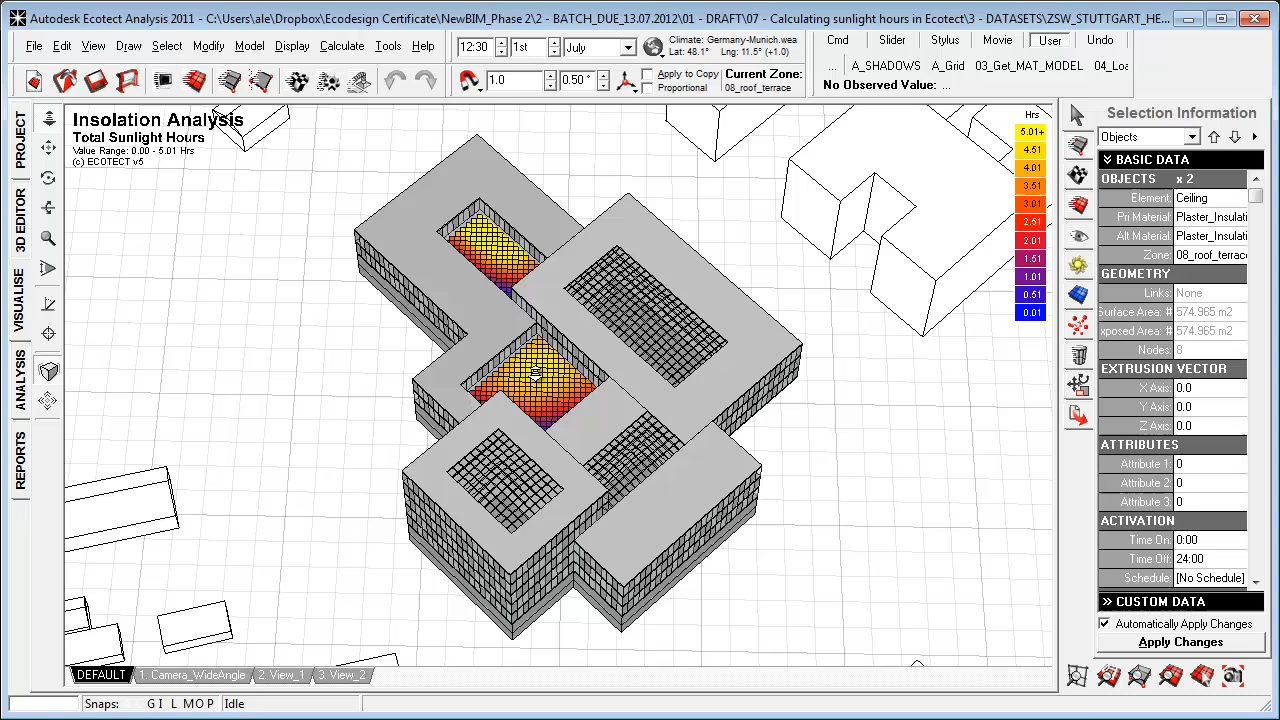 Autodesk Ecotect Analysis 2011 - C:\Users\ale\Dropbox\Ecodesign Certificate\NewBIM_Phase 2\2 - BATCH_DUE_13.07.2012\01 - DRAFT\07 - Calculating sunlight hours in Ecotect\3 - DATASETS\ZSW_STUTTGART_HE...
File Edit View Draw Select Modify Model Display Calculate Tools Help
12:30 1st July
Climate: Germany-Munich.wea
Lat: 48.1° Lng: 11.5° (+1.0)
Cmd Slider Stylus Movie User Undo
... A_SHADOWS A_Grid 03_Get_MAT_MODEL 04_Loa
1.0 0.50 °
Apply to Copy
Proportional
Current Zone:
08_roof_terrace
No Observed Value: ...
PROJECT
3D EDITOR
VISUALISE
ANALYSIS
REPORTS
Insolation Analysis
Total Sunlight Hours
Value Range: 0.00 - 5.01 Hrs
(c) ECOTECT v5
Hrs
5.01+
4.51
4.01
3.51
3.01
2.51
2.01
1.51
1.01
0.51
0.01
Selection Information
Objects
BASIC DATA
OBJECTS x 2
Element: Ceiling
Pri Material: Plaster_Insulati
Alt Material: Plaster_Insulati
Zone: 08_roof_terrace
GEOMETRY
Links: None
Surface Area: # 574.965 m2
xposed Area: # 574.965 m2
Nodes: 8
EXTRUSION VECTOR
X Axis: 0.0
Y Axis: 0.0
Z Axis: 0.0
ATTRIBUTES
Attribute 1: 0
Attribute 2: 0
Attribute 3: 0
ACTIVATION
Time On: 0:00
Time Off: 24:00
Schedule: [No Schedule]
CUSTOM DATA
Automatically Apply Changes
Apply Changes
DEFAULT 1. Camera_WideAngle 2. View_1 3. View_2
Snaps: G I L M O P Idle